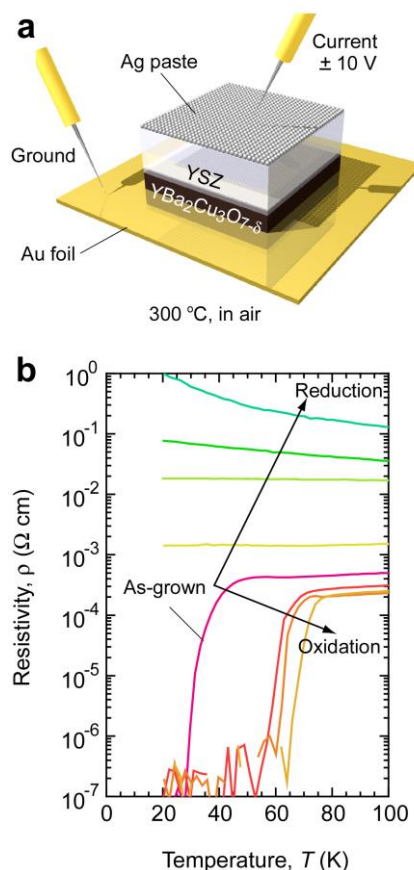 a
Ag paste
Current
± 10 V
Ground
YSZ
YBa2Cu3O7-δ
Au foil
300 °C, in air
b
10^0
10^-1
10^-2
10^-3
10^-4
10^-5
10^-6
10^-7
Resistivity, ρ (Ω cm)
Reduction
As-grown
Oxidation
0 20 40 60 80 100
Temperature, T (K)